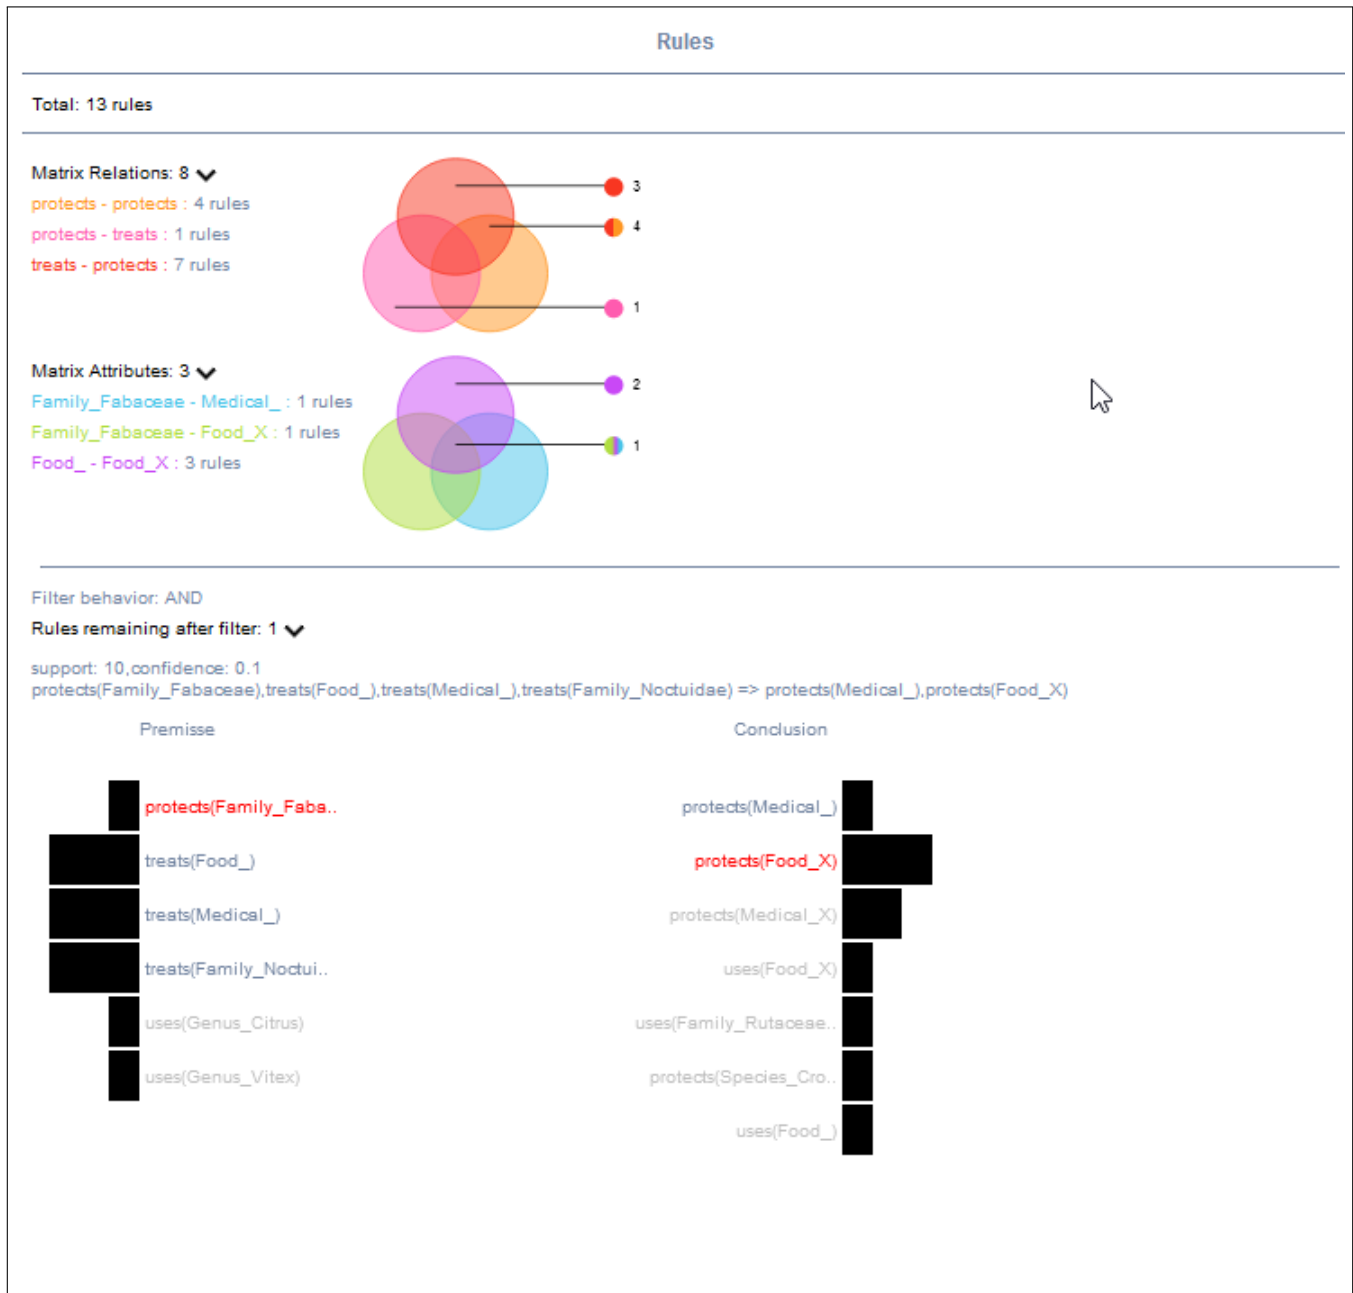 Rules
Total: 13 rules
Matrix Relations: 8
protects - protects : 4 rules
protects - treats : 1 rules
treats - protects : 7 rules
3
4
1
Matrix Attributes: 3
Family_Fabaceae - Medical_ : 1 rules
Family_Fabaceae - Food_X : 1 rules
Food_ - Food_X : 3 rules
2
1
Filter behavior: AND
Rules remaining after filter: 1
support: 10,confidence: 0.1
protects(Family_Fabaceae),treats(Food_),treats(Medical_),treats(Family_Noctuidae) => protects(Medical_),protects(Food_X)
Premisse
Conclusion
protects(Family_Faba..
treats(Food_)
treats(Medical_)
treats(Family_Noctui..
uses(Genus_Citrus)
uses(Genus_Vitex)
protects(Medical_)
protects(Food_X)
protects(Medical_X)
uses(Food_X)
uses(Family_Rutaceae..
protects(Species_Cro..
uses(Food_)